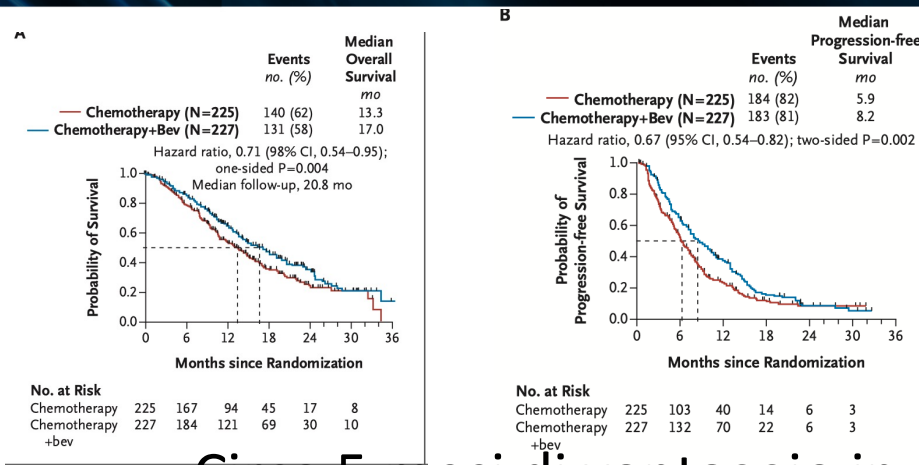 A
Events
no. (%)
Median
Overall
Survival
mo
Chemotherapy (N=225) 140 (62) 13.3
Chemotherapy+Bev (N=227) 131 (58) 17.0
Hazard ratio, 0.71 (98% CI, 0.54–0.95);
one-sided P=0.004
Median follow-up, 20.8 mo
Probability of Survival
1.0
0.8
0.6
0.4
0.2
0.0
0 6 12 18 24 30 36
Months since Randomization
No. at Risk
Chemotherapy 225 167 94 45 17 8
Chemotherapy 227 184 121 69 30 10
+bev
B
Events
no. (%)
Median
Progression-free
Survival
mo
Chemotherapy (N=225) 184 (82) 5.9
Chemotherapy+Bev (N=227) 183 (81) 8.2
Hazard ratio, 0.67 (95% CI, 0.54–0.82); two-sided P=0.002
Probability of
Progression-free Survival
1.0
0.8
0.6
0.4
0.2
0.0
0 6 12 18 24 30 36
Months since Randomization
No. at Risk
Chemotherapy 225 103 40 14 6 3
Chemotherapy 227 132 70 22 6 3
+bev